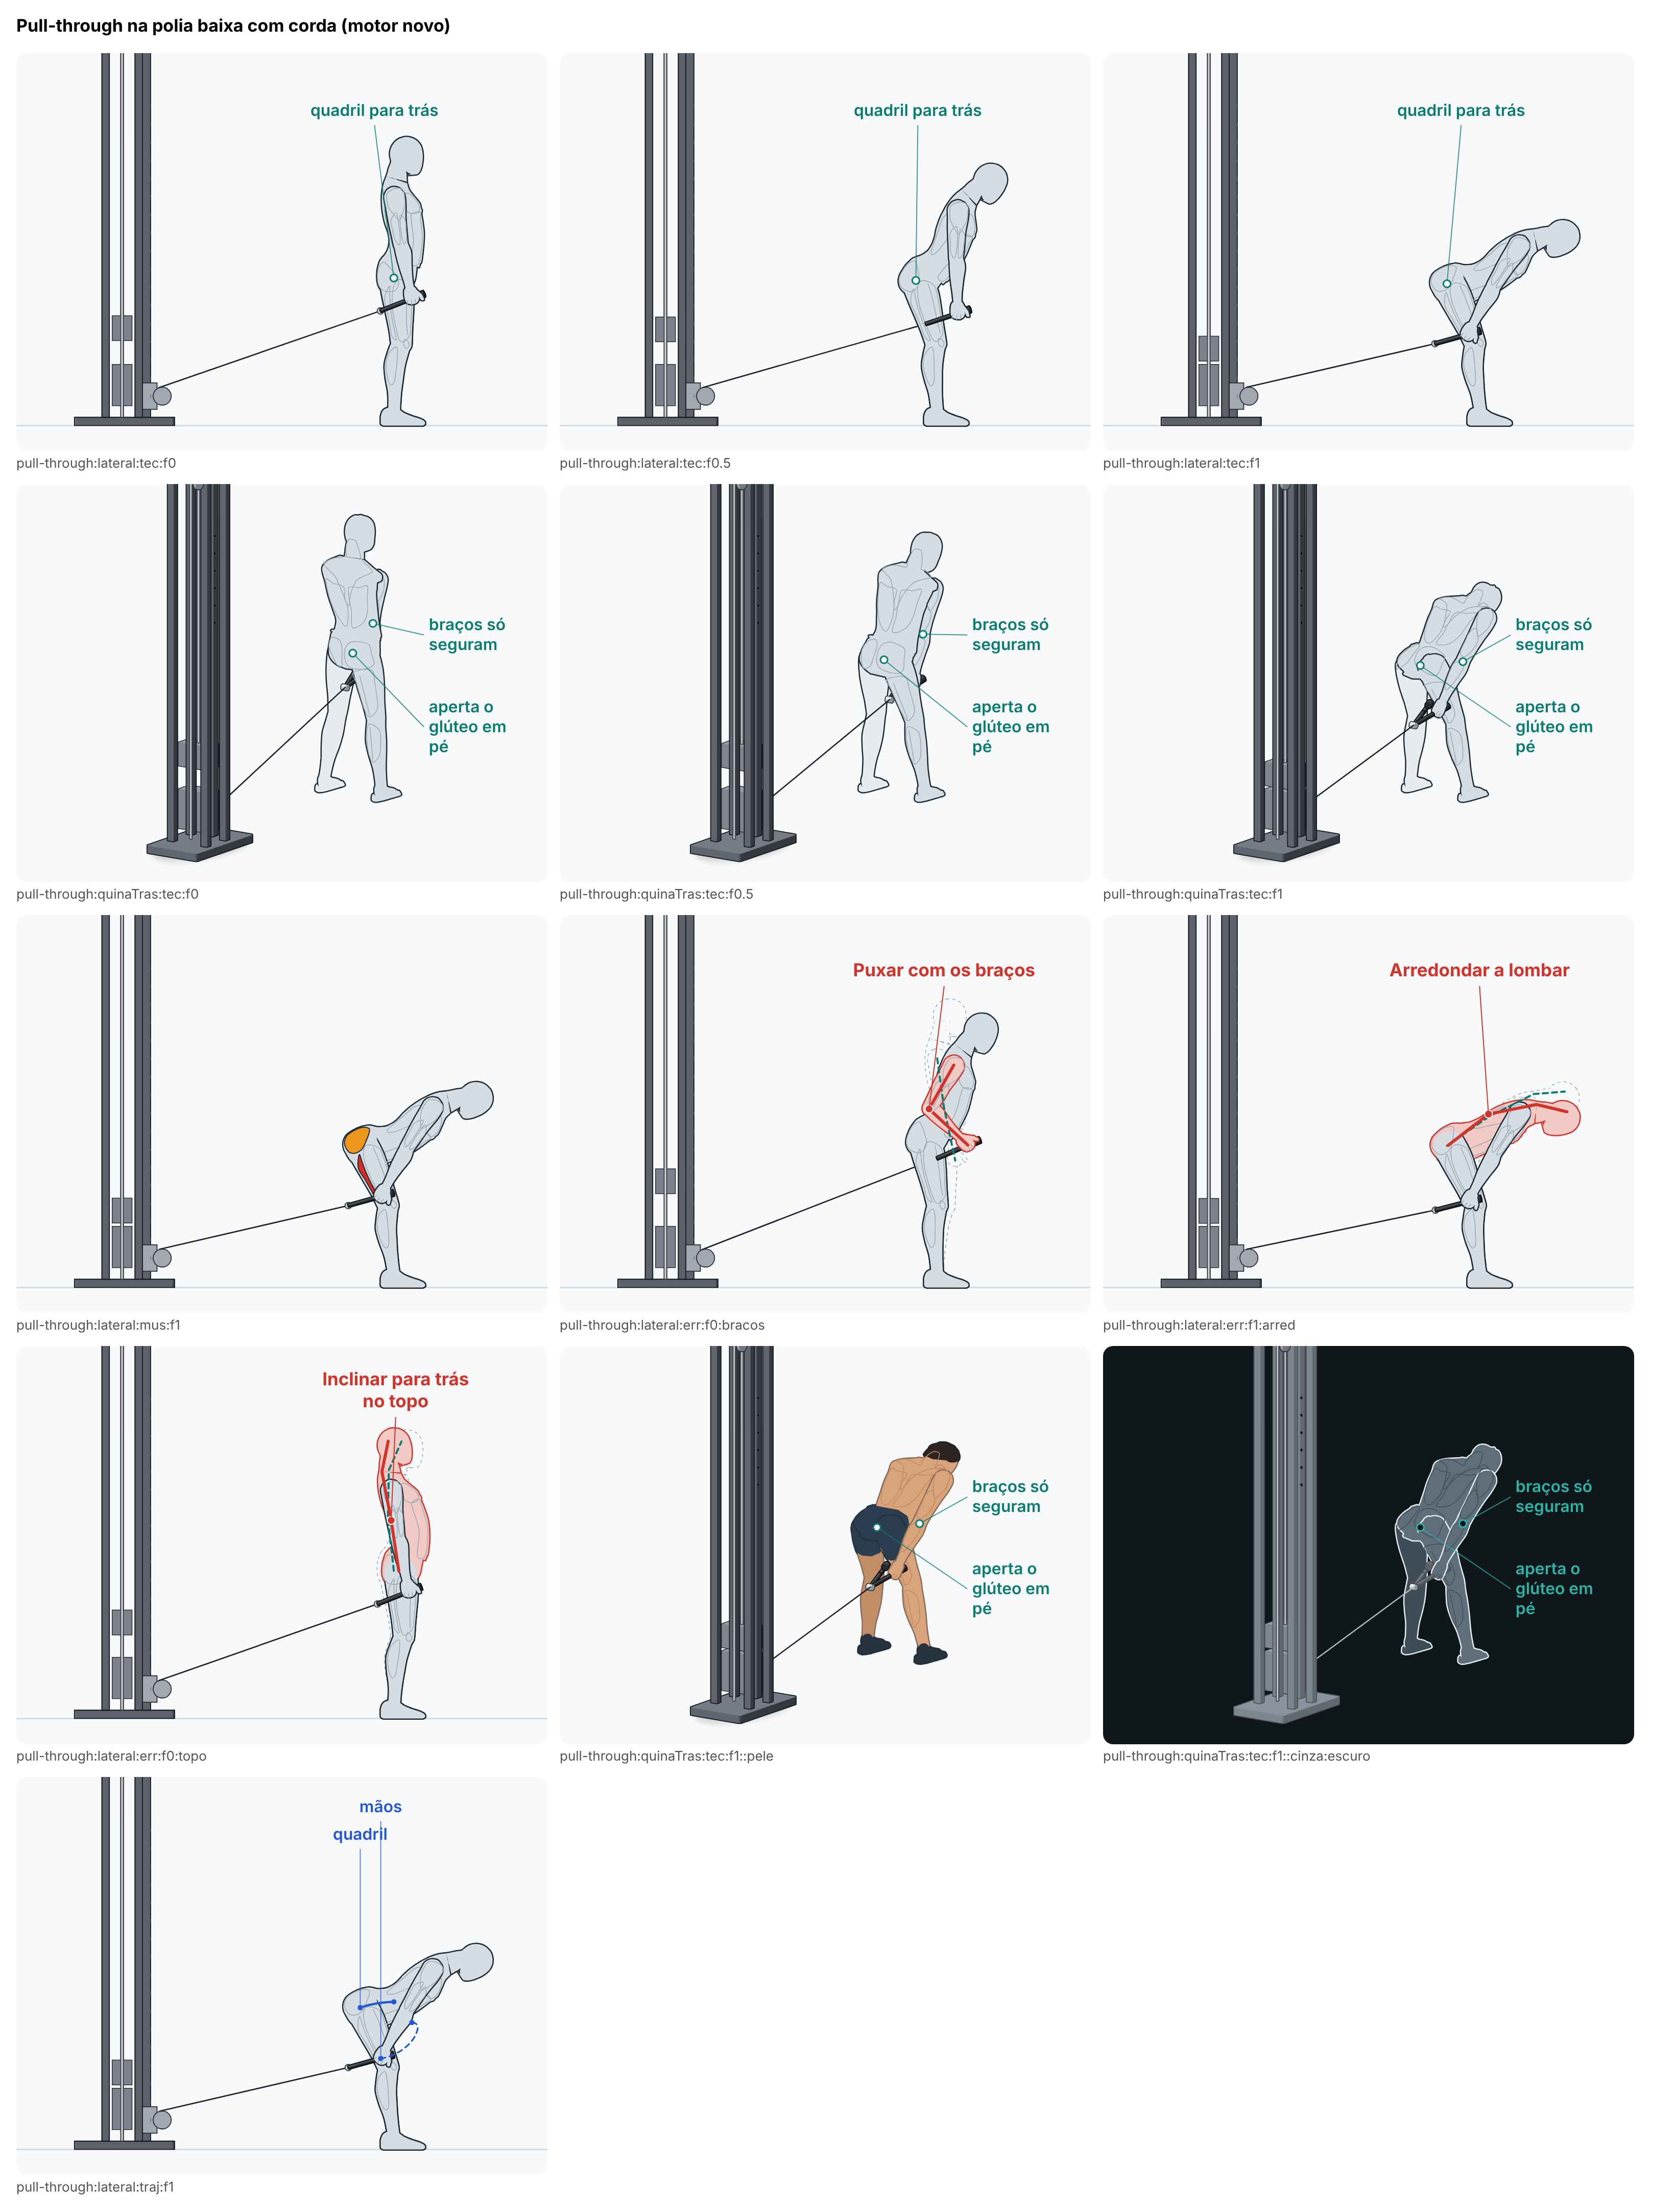 Pull-through na polia baixa com corda (motor novo)
quadril para trás
quadril para trás
quadril para trás
pull-through:lateral:tec:f0
pull-through:lateral:tec:f0.5
pull-through:lateral:tec:f1
braços só
seguram
aperta o
glúteo em
pé
braços só
seguram
aperta o
glúteo em
pé
braços só
seguram
aperta o
glúteo em
pé
pull-through:quinaTras:tec:f0
pull-through:quinaTras:tec:f0.5
pull-through:quinaTras:tec:f1
Puxar com os braços
Arredondar a lombar
pull-through:lateral:mus:f1
pull-through:lateral:err:f0:bracos
pull-through:lateral:err:f1:arred
Inclinar para trás
no topo
braços só
seguram
aperta o
glúteo em
pé
braços só
seguram
aperta o
glúteo em
pé
pull-through:lateral:err:f0:topo
pull-through:quinaTras:tec:f1::pele
pull-through:quinaTras:tec:f1::cinza:escuro
mãos
quadril
pull-through:lateral:traj:f1